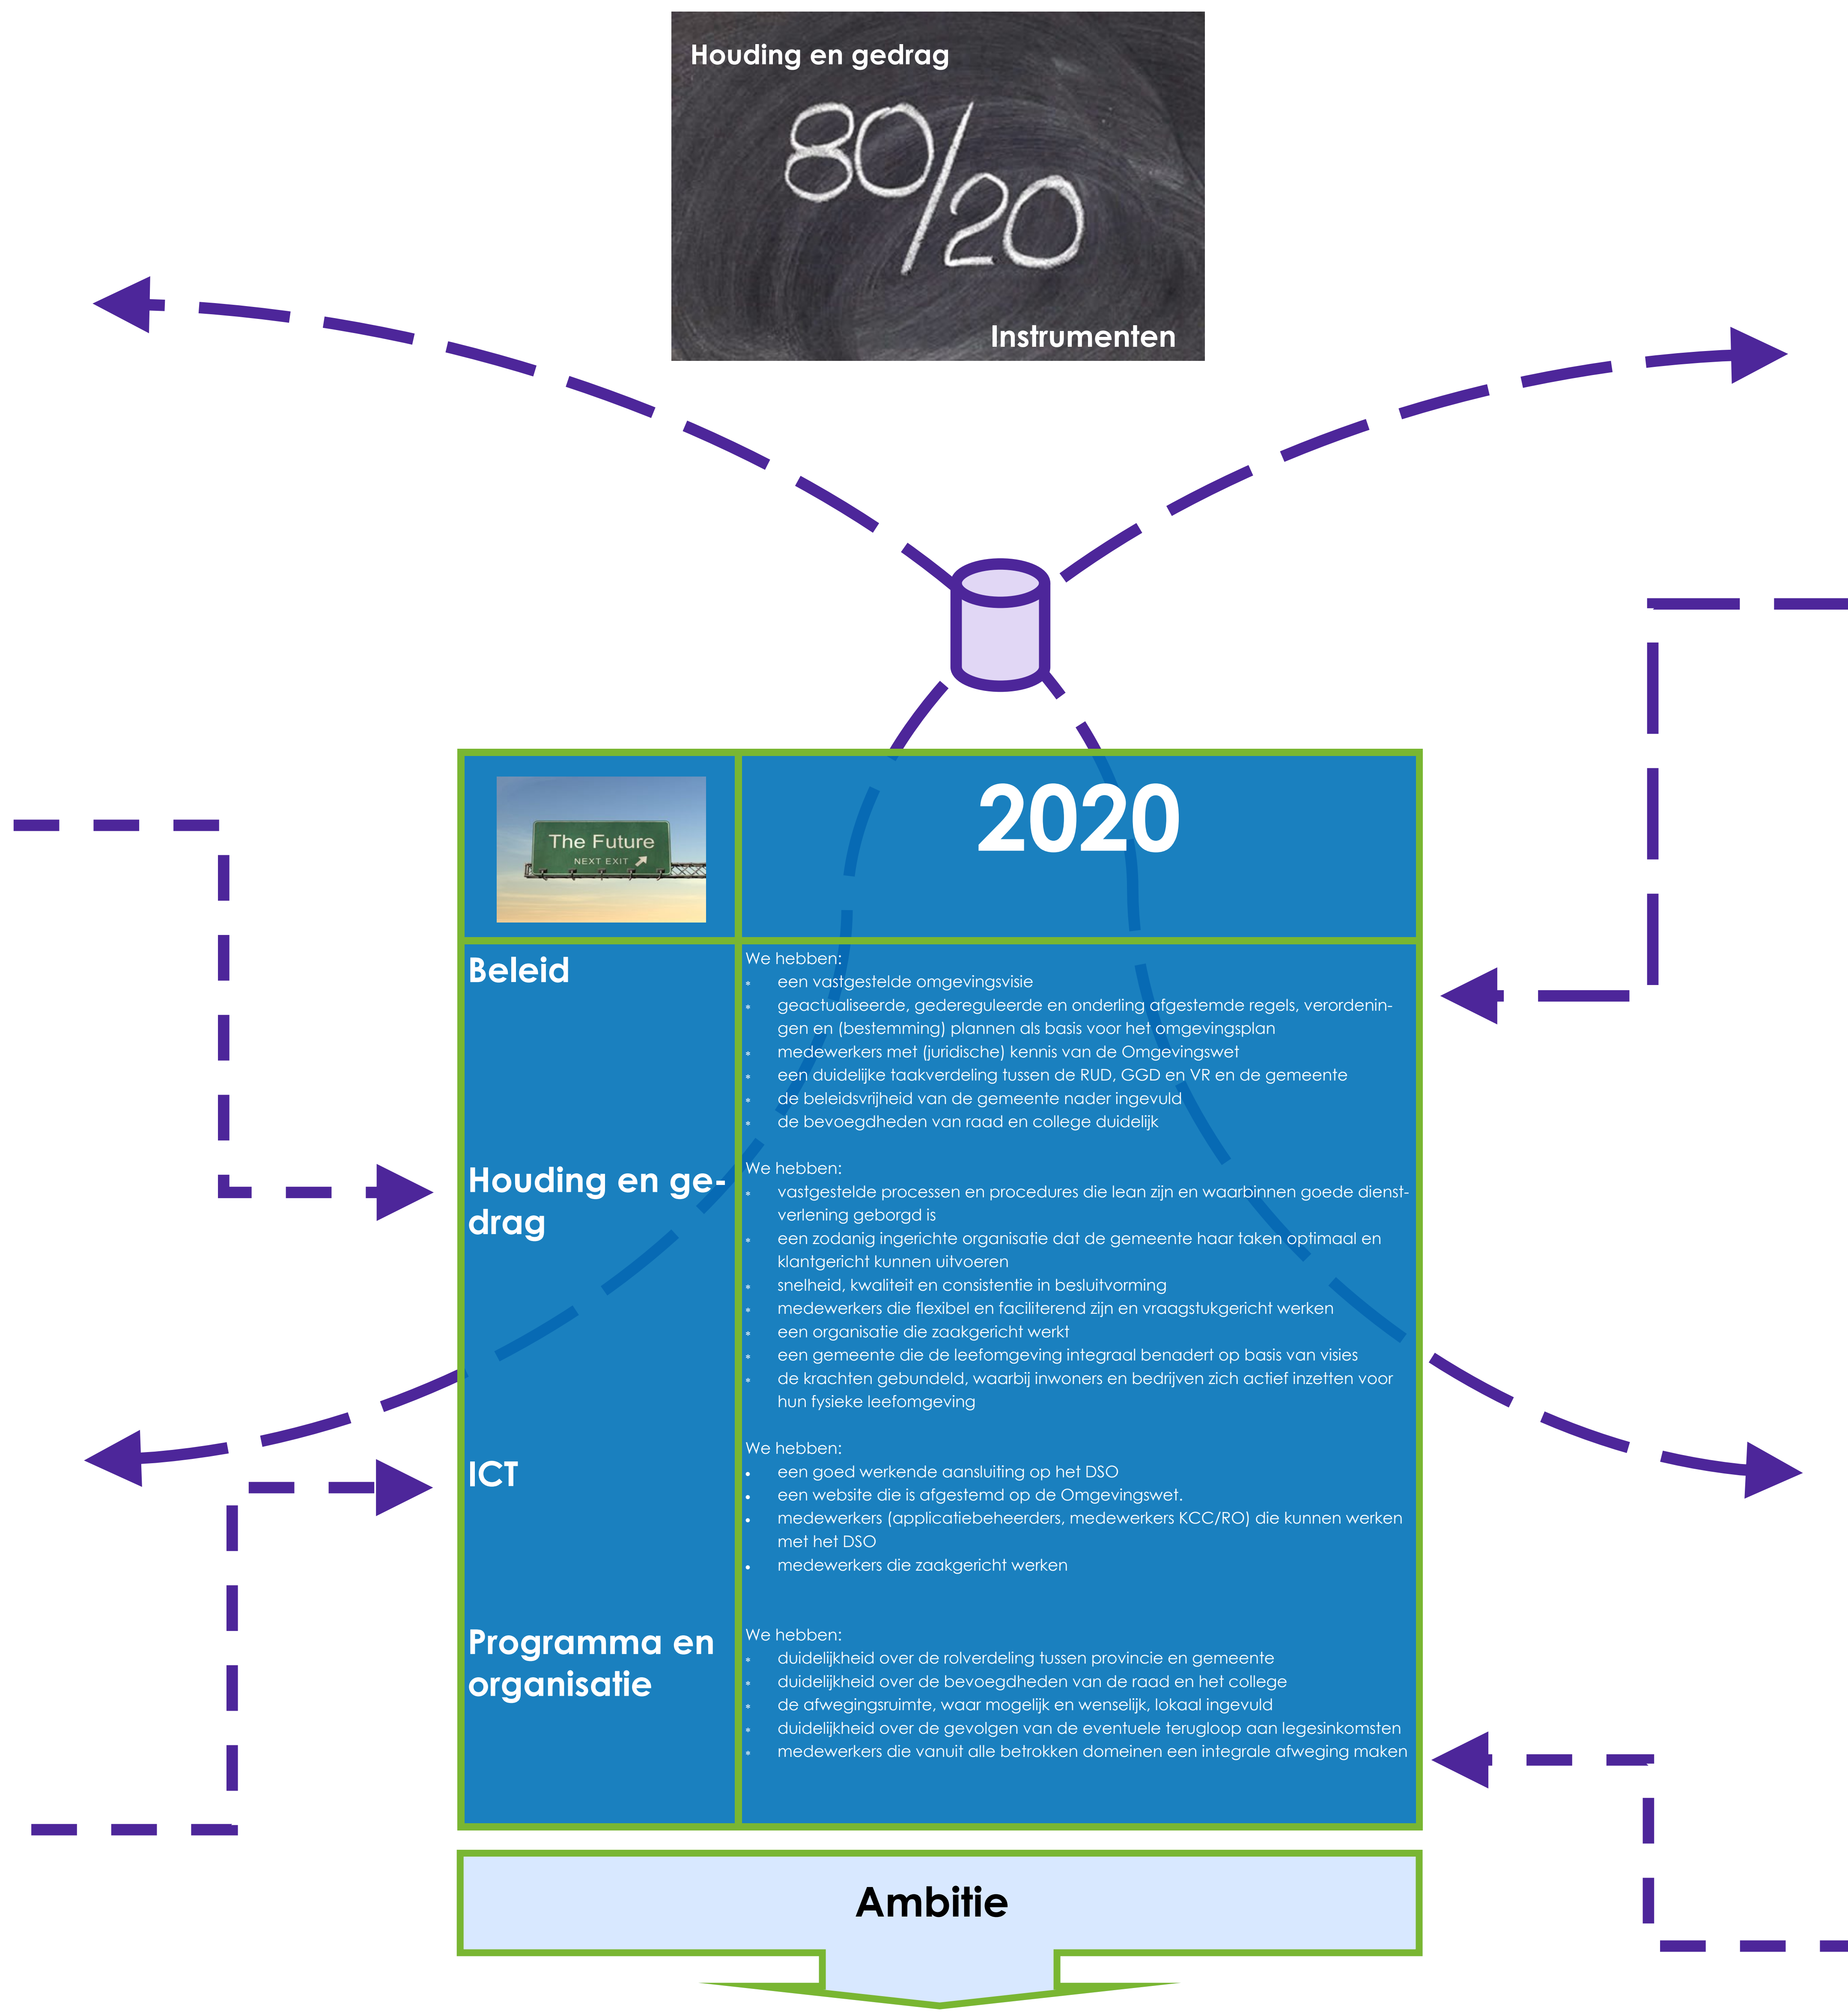 Houding en gedrag
80/20
Instrumenten
The Future
NEXT EXIT
2020
Beleid
We hebben:
een vastgestelde omgevingsvisie
geactualiseerde, gedereguleerde en onderling afgestemde regels, verordenin-
gen en (bestemming) plannen als basis voor het omgevingsplan
medewerkers met (juridische) kennis van de Omgevingswet
een duidelijke taakverdeling tussen de RUD, GGD en VR en de gemeente
de beleidsvrijheid van de gemeente nader ingevuld
de bevoegdheden van raad en college duidelijk
Houding en ge-
drag
We hebben:
vastgestelde processen en procedures die lean zijn en waarbinnen goede dienst-
verlening geborgd is
een zodanig ingerichte organisatie dat de gemeente haar taken optimaal en
klantgericht kunnen uitvoeren
snelheid, kwaliteit en consistentie in besluitvorming
medewerkers die flexibel en faciliterend zijn en vraagstukgericht werken
een organisatie die zaakgericht werkt
een gemeente die de leefomgeving integraal benadert op basis van visies
de krachten gebundeld, waarbij inwoners en bedrijven zich actief inzetten voor
hun fysieke leefomgeving
ICT
We hebben:
een goed werkende aansluiting op het DSO
een website die is afgestemd op de Omgevingswet.
medewerkers (applicatiebeheerders, medewerkers KCC/RO) die kunnen werken
met het DSO
medewerkers die zaakgericht werken
Programma en
organisatie
We hebben:
duidelijkheid over de rolverdeling tussen provincie en gemeente
duidelijkheid over de bevoegdheden van de raad en het college
de afwegingsruimte, waar mogelijk en wenselijk, lokaal ingevuld
duidelijkheid over de gevolgen van de eventuele terugloop aan legesinkomsten
medewerkers die vanuit alle betrokken domeinen een integrale afweging maken
Ambitie